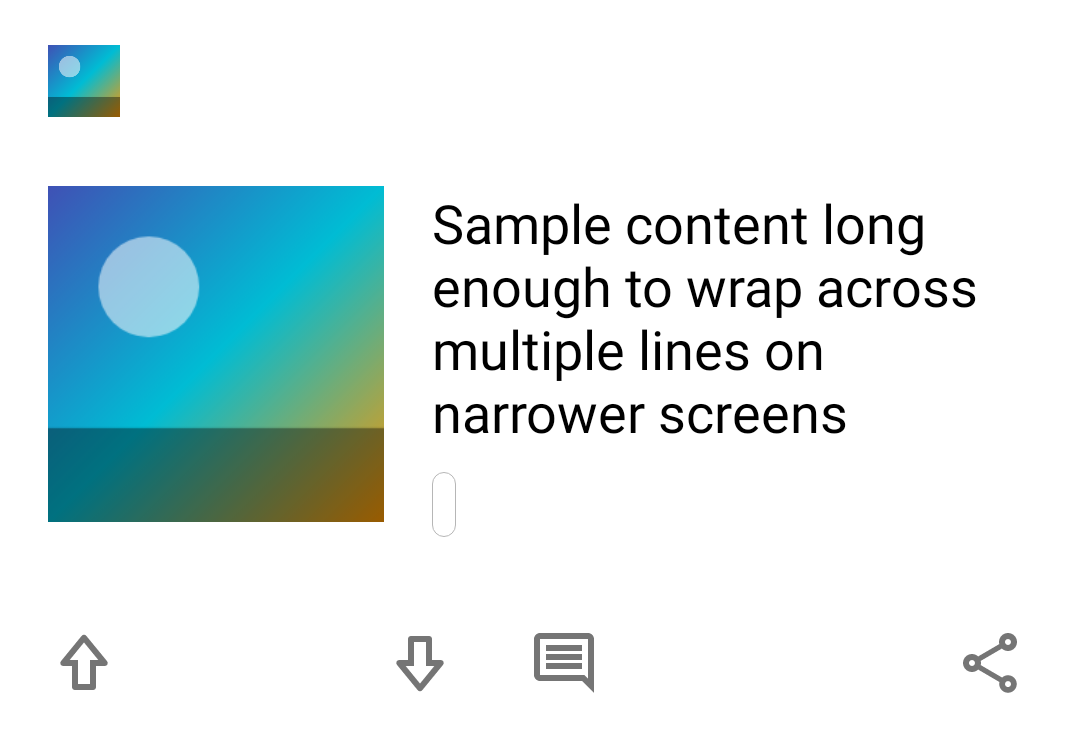 Sample content long
enough to wrap across
multiple lines on
narrower screens